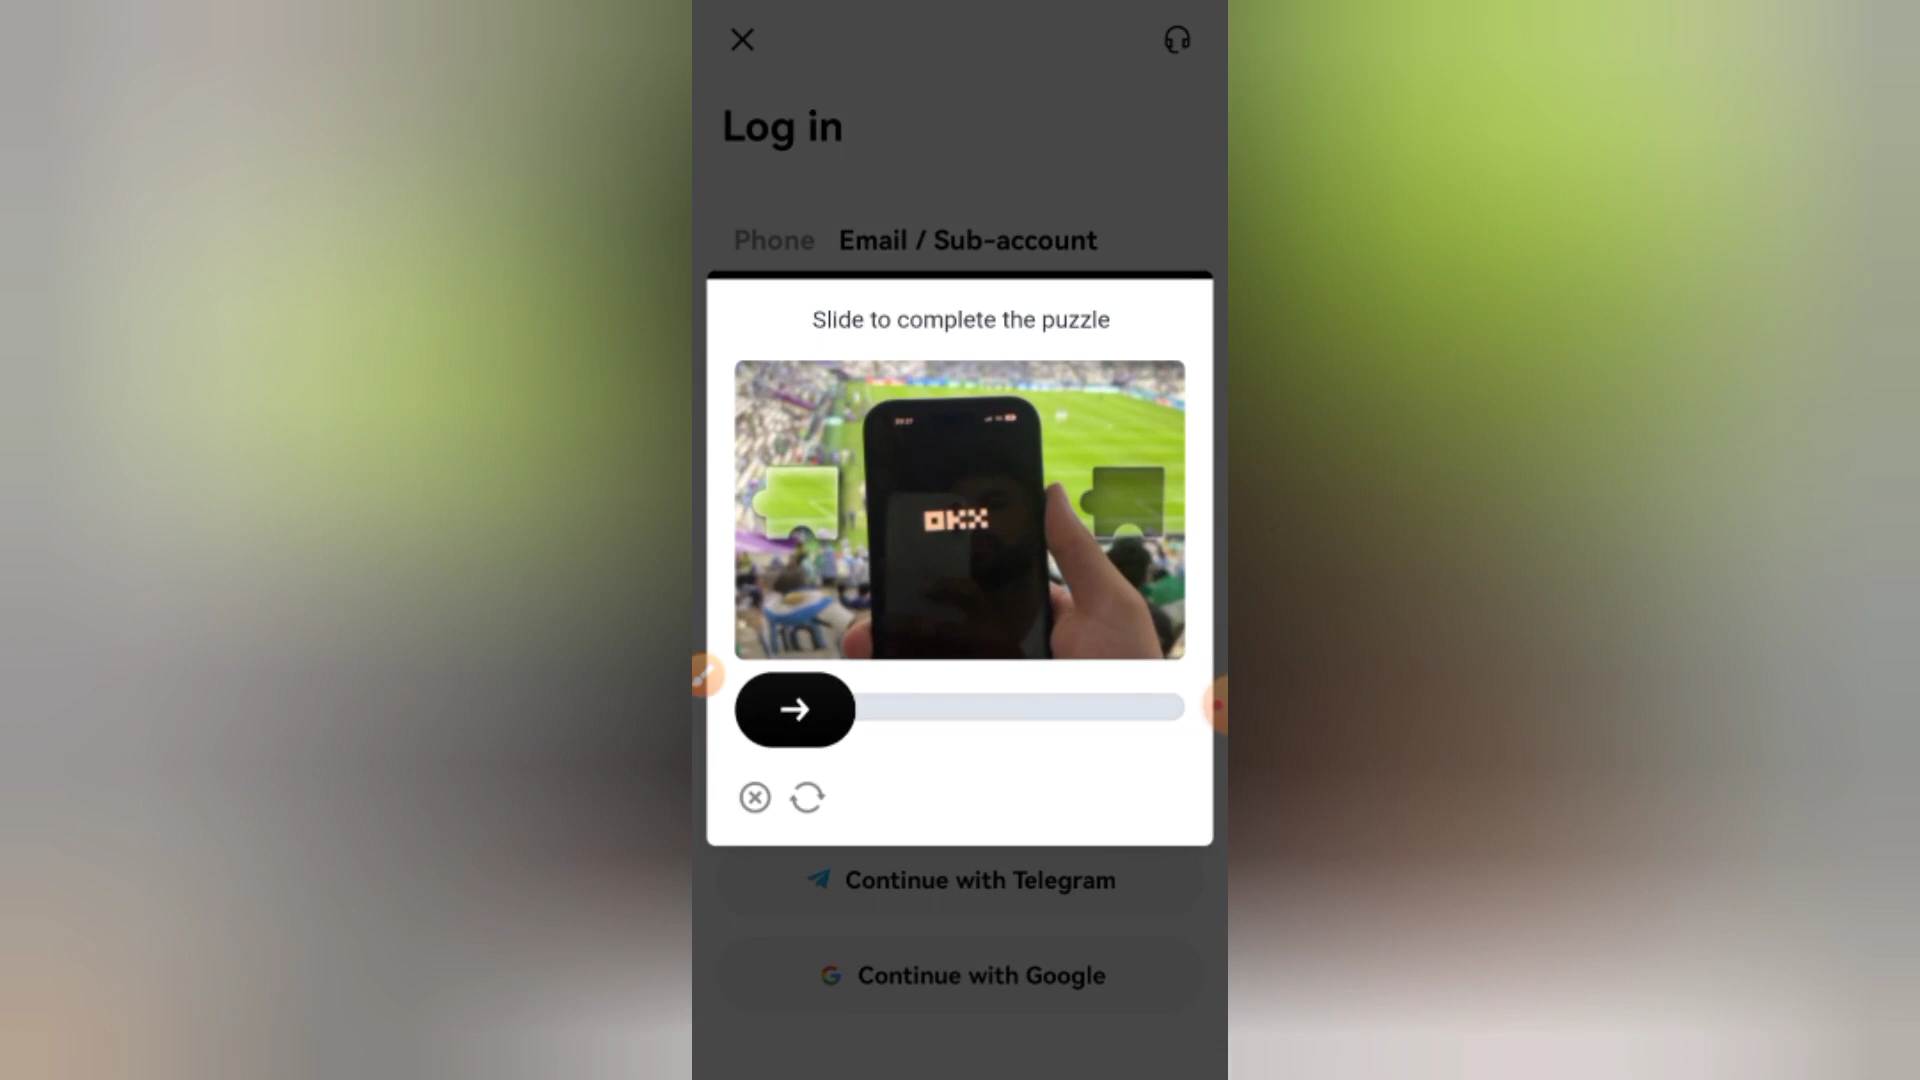 Log in
Phone Email / Sub-account
Slide to complete the puzzle
OKX
Continue with Telegram
Continue with Google